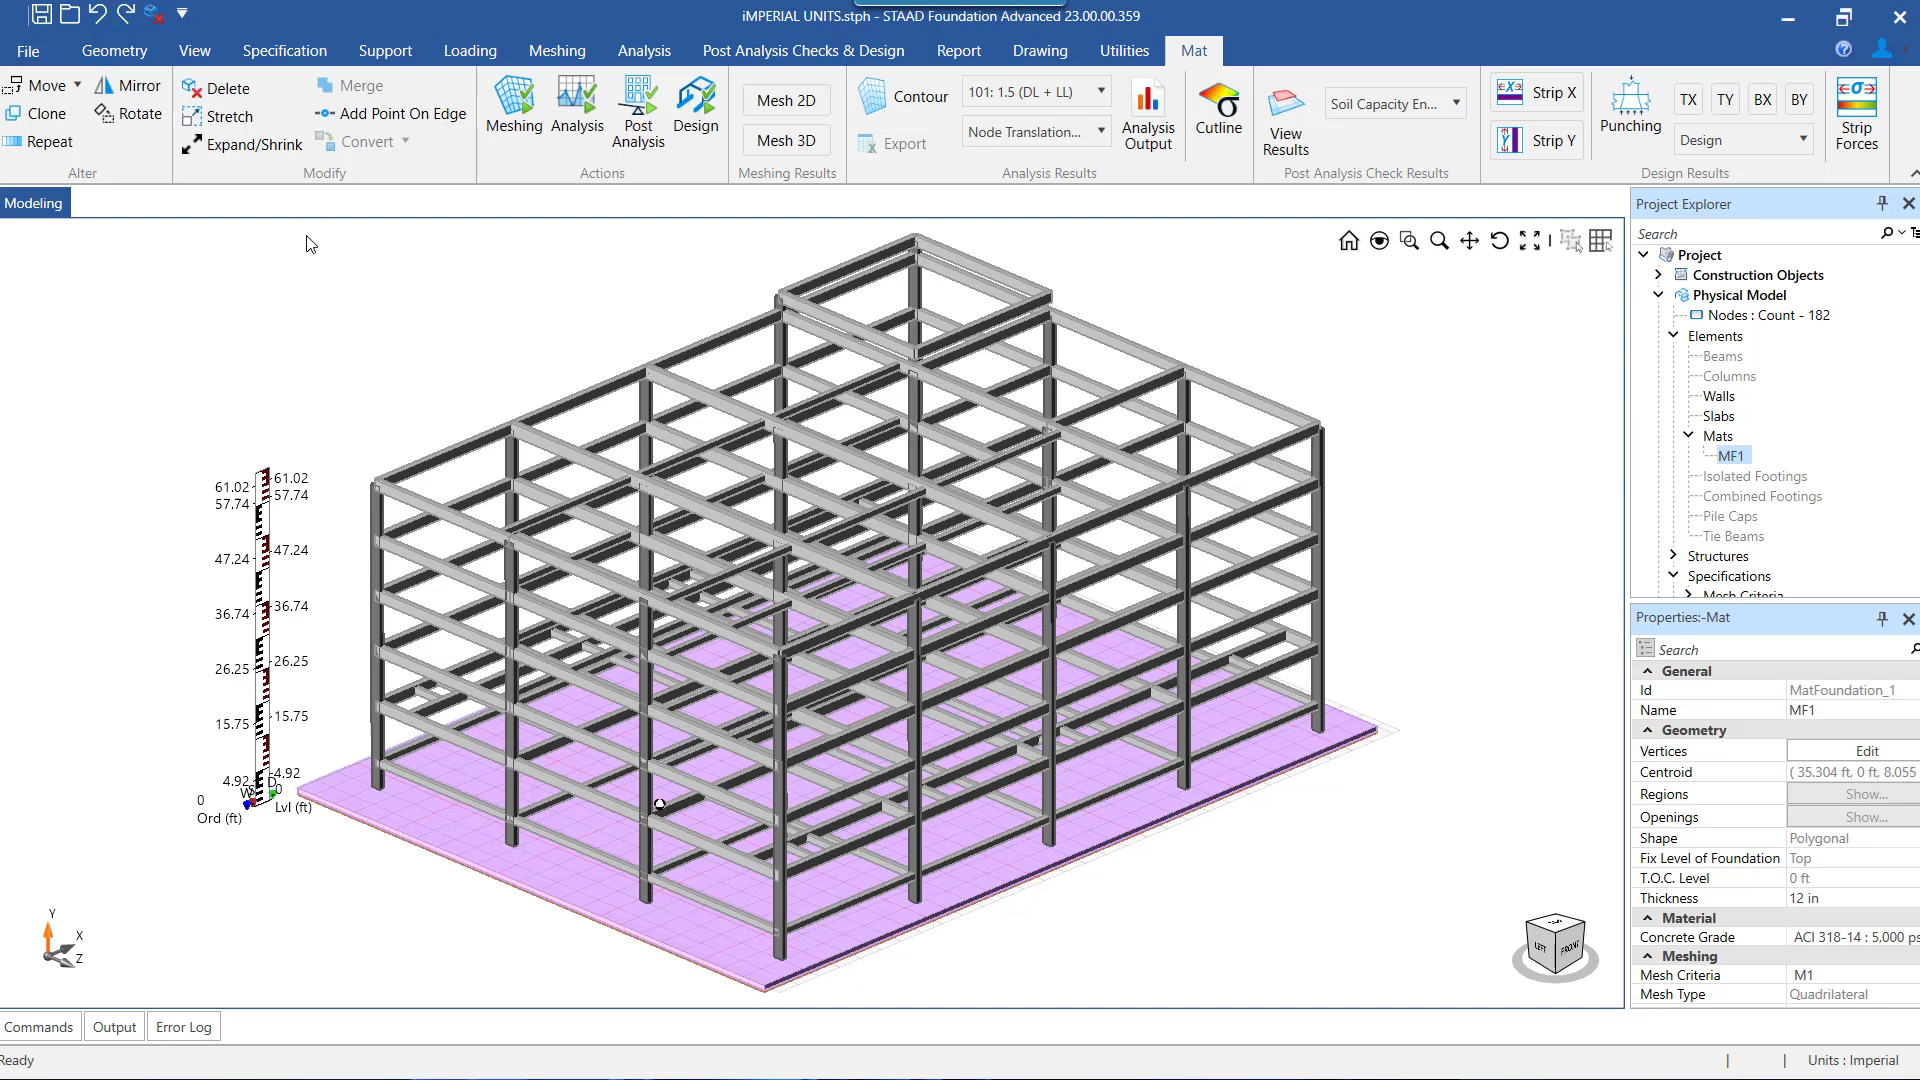 iMPERIAL UNITS.stph - STAAD Foundation Advanced 23.00.00.359
File Geometry View Specification Support Loading Meshing Analysis Post Analysis Checks & Design Report Drawing Utilities Mat
Move Mirror
Clone Rotate
Repeat
Alter
Delete Merge
Stretch Add Point On Edge
Expand/Shrink Convert
Modify
Meshing Analysis Post Analysis Design
Actions
Mesh 2D
Mesh 3D
Meshing Results
Contour 101: 1.5 (DL + LL)
Export Node Translation...
Analysis Output
Cutline
Analysis Results
View Results
Soil Capacity En...
Post Analysis Check Results
Strip X
Strip Y
Punching
TX TY BX BY
Design
Strip Forces
Design Results
Modeling
61.02 61.02
57.74 57.74
47.24 47.24
36.74 36.74
26.25 26.25
15.75 15.75
4.92 4.92
0
Ord (ft) Lvl (ft)
Y
X
Z
LEFT FRONT
Project Explorer
Search
Project
Construction Objects
Physical Model
Nodes : Count - 182
Elements
Beams
Columns
Walls
Slabs
Mats
MF1
Isolated Footings
Combined Footings
Pile Caps
Tie Beams
Structures
Specifications
Mesh Criteria
Properties:-Mat
Search
General
Id MatFoundation_1
Name MF1
Geometry
Vertices Edit
Centroid ( 35.304 ft, 0 ft, 8.055
Regions Show...
Openings Show...
Shape Polygonal
Fix Level of Foundation Top
T.O.C. Level 0 ft
Thickness 12 in
Material
Concrete Grade ACI 318-14 : 5,000 ps
Meshing
Mesh Criteria M1
Mesh Type Quadrilateral
Commands Output Error Log
Ready
Units : Imperial